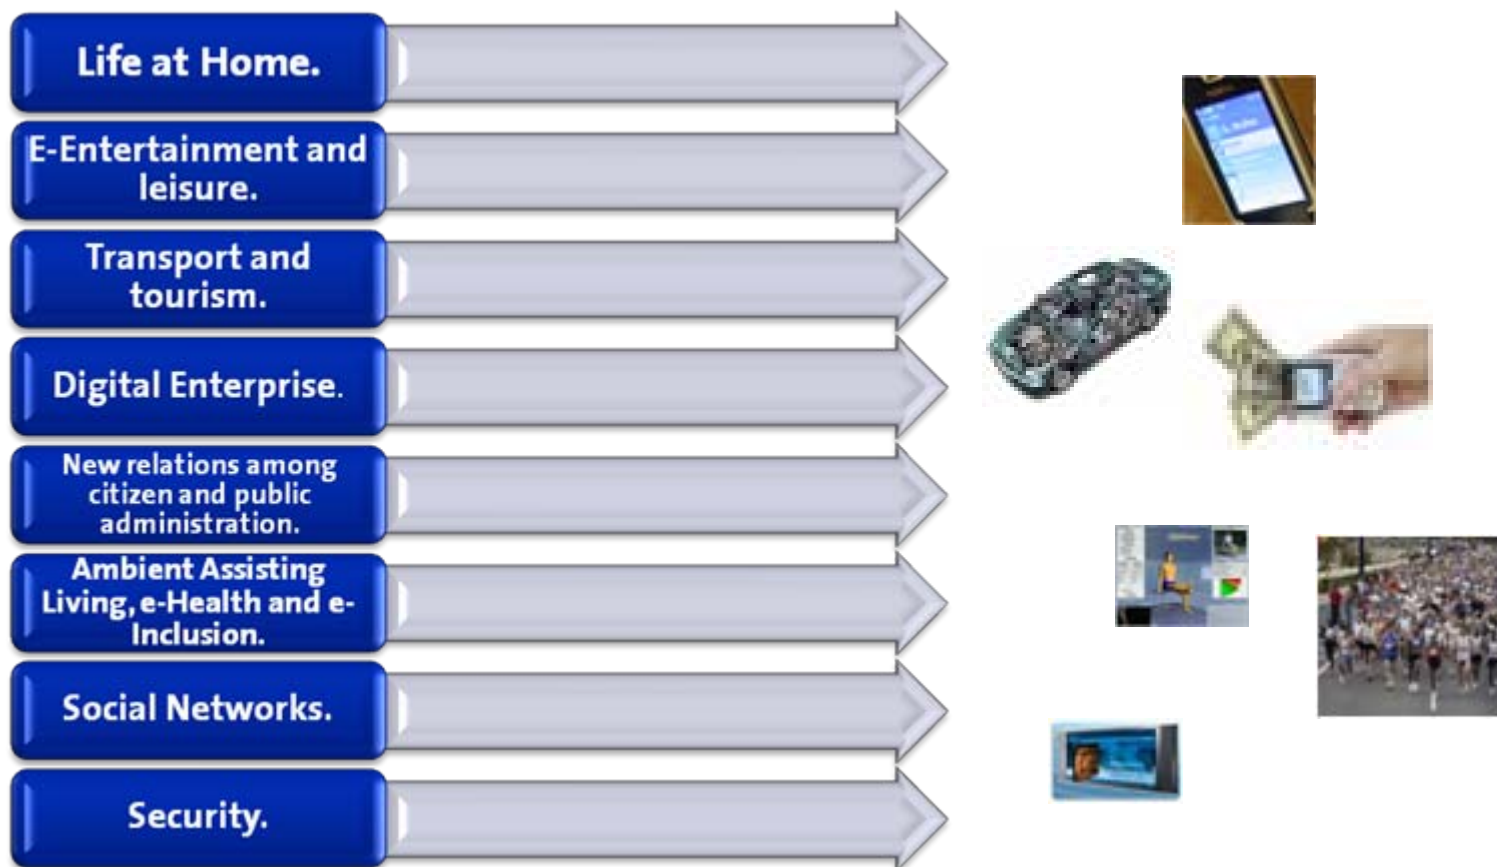 Life at Home.
E-Entertainment and
leisure.
Transport and
tourism.
Digital Enterprise.
New relations among
citizen and public
administration.
Ambient Assisting
Living, e-Health and e-
Inclusion.
Social Networks.
Security.